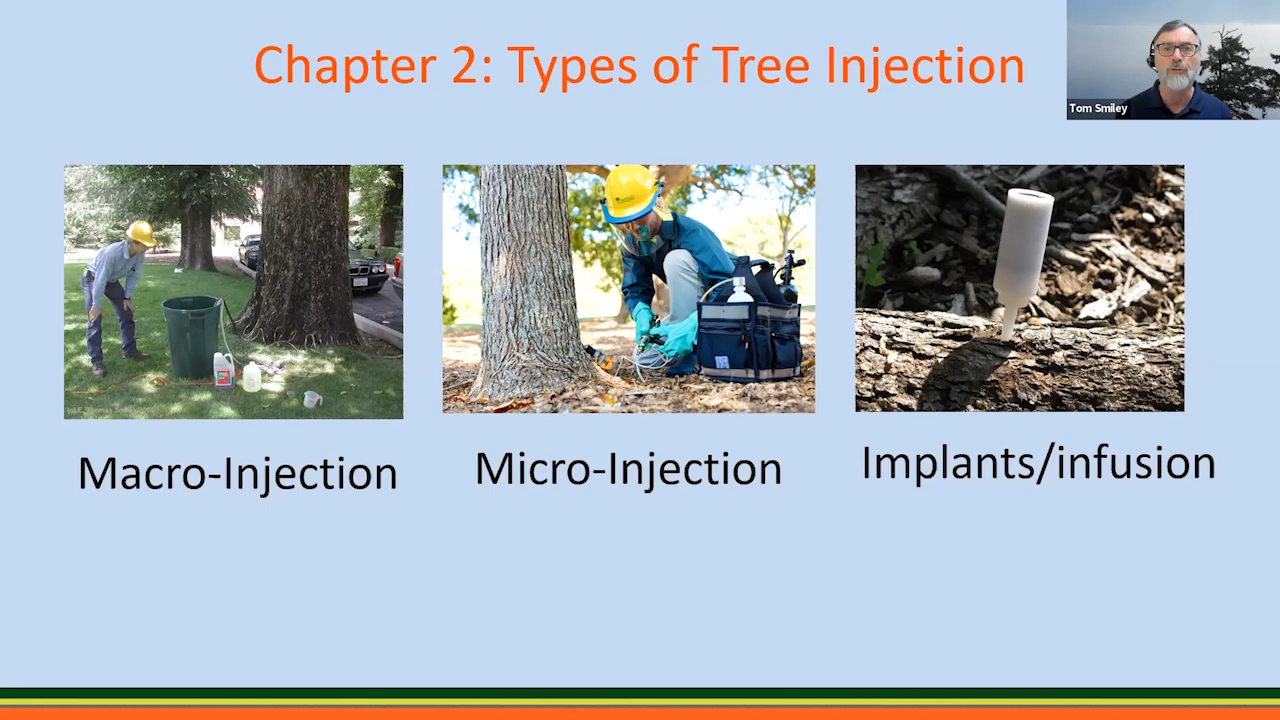 Chapter 2: Types of Tree Injection
Tom Smiley
Macro-Injection
Micro-Injection
Implants/infusion